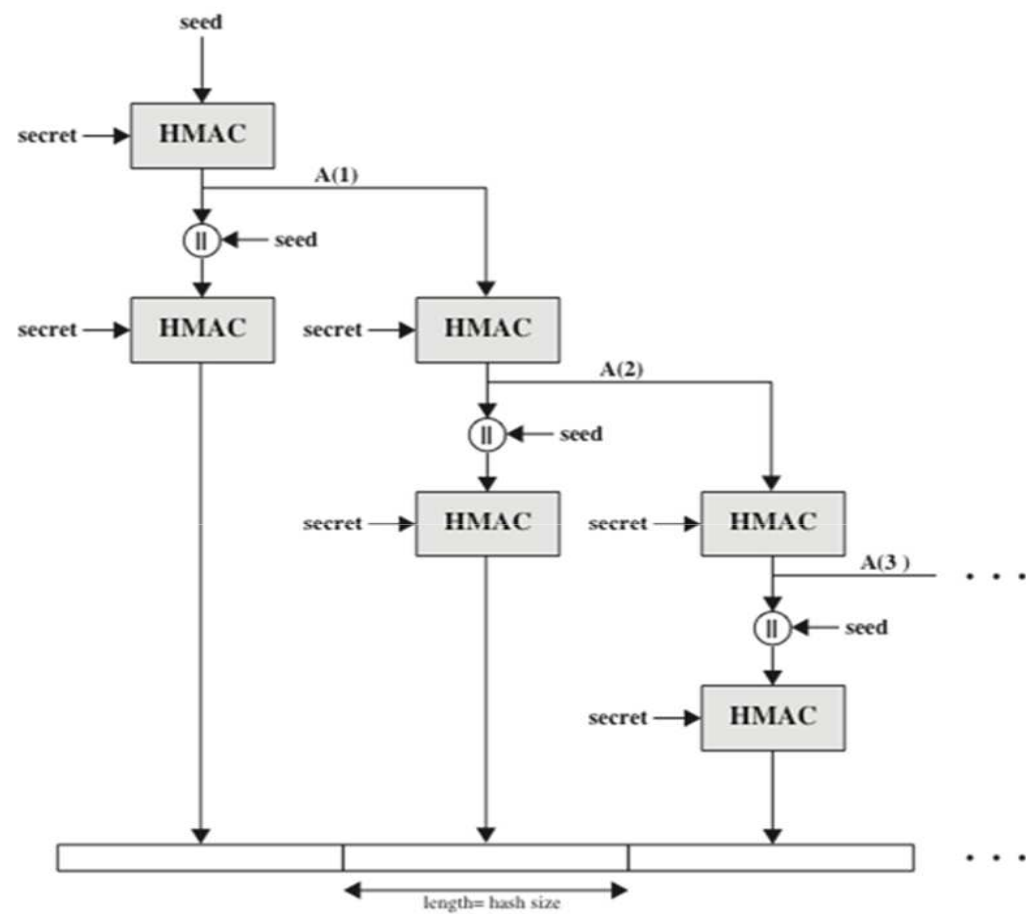 seed
secret HMAC
A(1)
|| seed
secret HMAC secret HMAC
A(2)
|| seed
secret HMAC secret HMAC
A(3 ) . . .
|| seed
secret HMAC
. . .
length= hash size